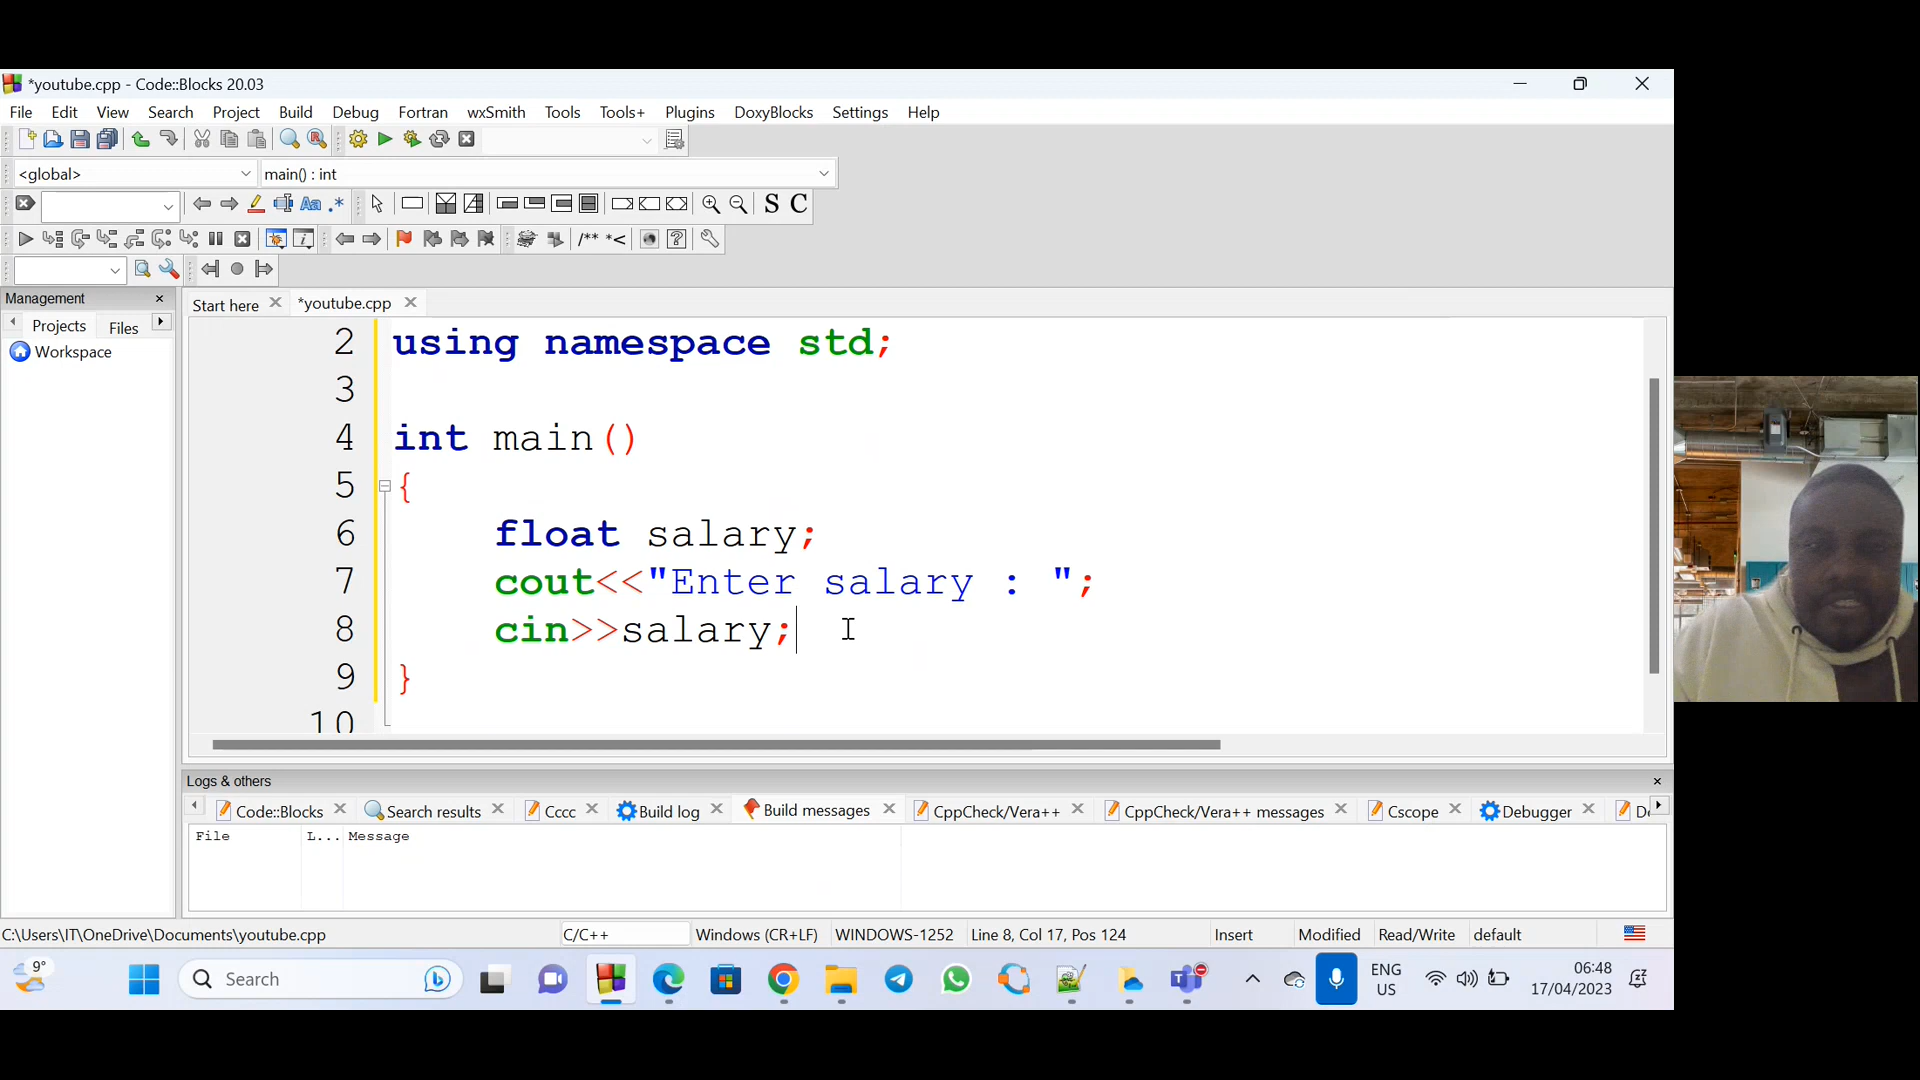 *youtube.cpp - Code::Blocks 20.03
File Edit View Search Project Build Debug Fortran wxSmith Tools Tools+ Plugins DoxyBlocks Settings Help
<global> main() : int
S C
/** *<
Management
Projects Files
Workspace
Start here *youtube.cpp
2 using namespace std;
3
4 int main()
5 {
6 float salary;
7 cout<<"Enter salary : ";
8 cin>>salary;
9 }
10
Logs & others
Code::Blocks Search results Cccc Build log Build messages CppCheck/Vera++ CppCheck/Vera++ messages Cscope Debugger
File L... Message
C:\Users\IT\OneDrive\Documents\youtube.cpp C/C++ Windows (CR+LF) WINDOWS-1252 Line 8, Col 17, Pos 124 Insert Modified Read/Write default
9° Search ENG US 06:48 17/04/2023